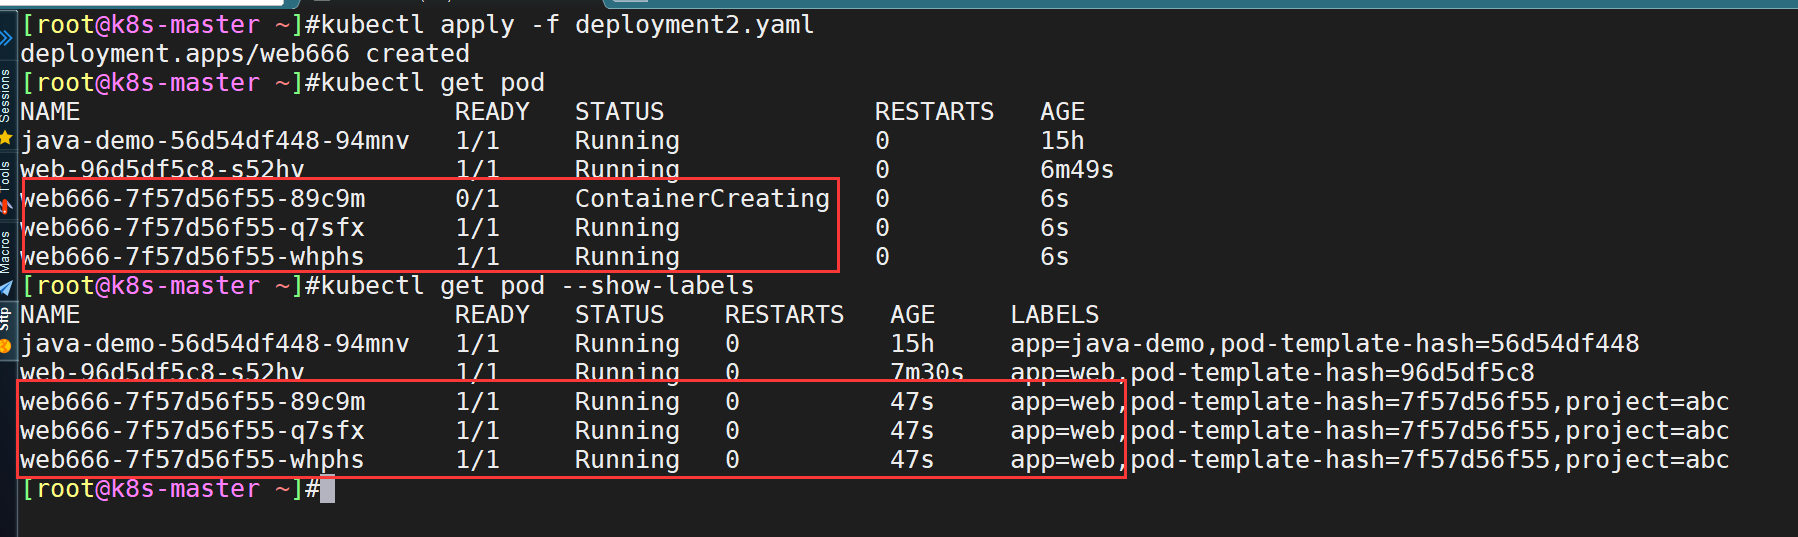 [root@k8s-master ~]#kubectl apply -f deployment2.yaml
deployment.apps/web666 created
[root@k8s-master ~]#kubectl get pod
NAME READY STATUS RESTARTS AGE
java-demo-56d54df448-94mnv 1/1 Running 0 15h
web-96d5df5c8-s52hv 1/1 Running 0 6m49s
web666-7f57d56f55-89c9m 0/1 ContainerCreating 0 6s
web666-7f57d56f55-q7sfx 1/1 Running 0 6s
web666-7f57d56f55-whphs 1/1 Running 0 6s
[root@k8s-master ~]#kubectl get pod --show-labels
NAME READY STATUS RESTARTS AGE LABELS
java-demo-56d54df448-94mnv 1/1 Running 0 15h app=java-demo,pod-template-hash=56d54df448
web-96d5df5c8-s52hv 1/1 Running 0 7m30s app=web,pod-template-hash=96d5df5c8
web666-7f57d56f55-89c9m 1/1 Running 0 47s app=web,pod-template-hash=7f57d56f55,project=abc
web666-7f57d56f55-q7sfx 1/1 Running 0 47s app=web,pod-template-hash=7f57d56f55,project=abc
web666-7f57d56f55-whphs 1/1 Running 0 47s app=web,pod-template-hash=7f57d56f55,project=abc
[root@k8s-master ~]#
Sessions
Tools
Macros
Sftp